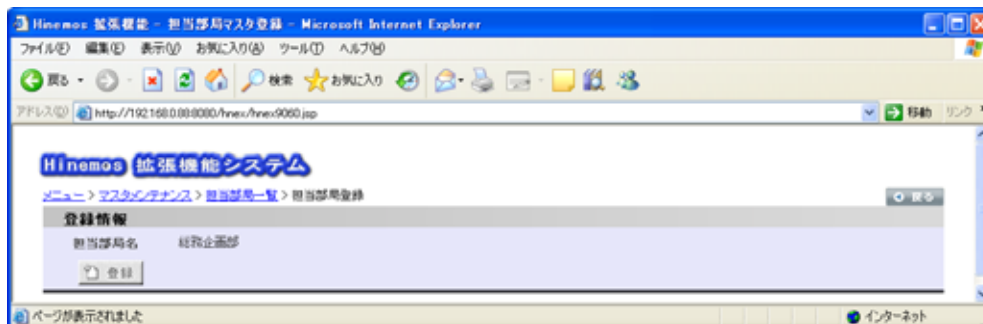 Hinemos 拡張機能 - 担当部局マスタ登録 - Microsoft Internet Explorer
ファイル(F) 編集(E) 表示(V) お気に入り(A) ツール(T) ヘルプ(H)
戻る 検索 お気に入り
アドレス(D) http://192.168.0.88:8080/hnex/hnex9060.jsp 移動 リンク
Hinemos 拡張機能システム
メニュー > マスタメンテナンス > 担当部局一覧 > 担当部局登録 戻る
登録情報
担当部局名 総務企画部
登録
ページが表示されました インターネット